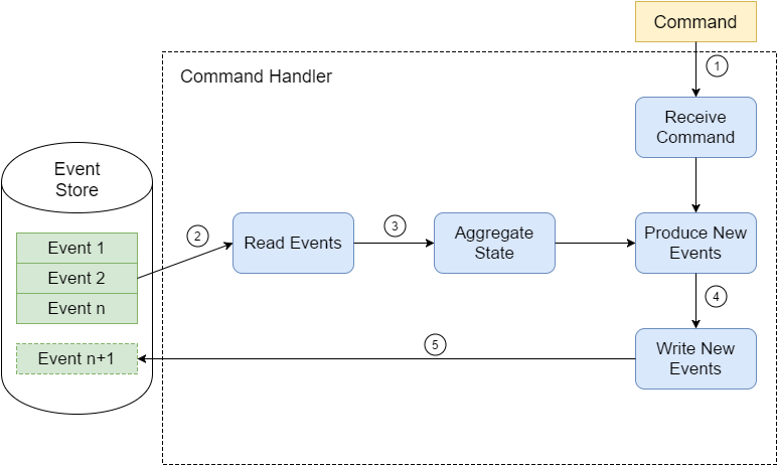 Command
1
Command Handler
Receive
Command
Event
Store
2
3
Event 1
Event 2
Event n
Read Events
Aggregate
State
Produce New
Events
4
5
Event n+1
Write New
Events